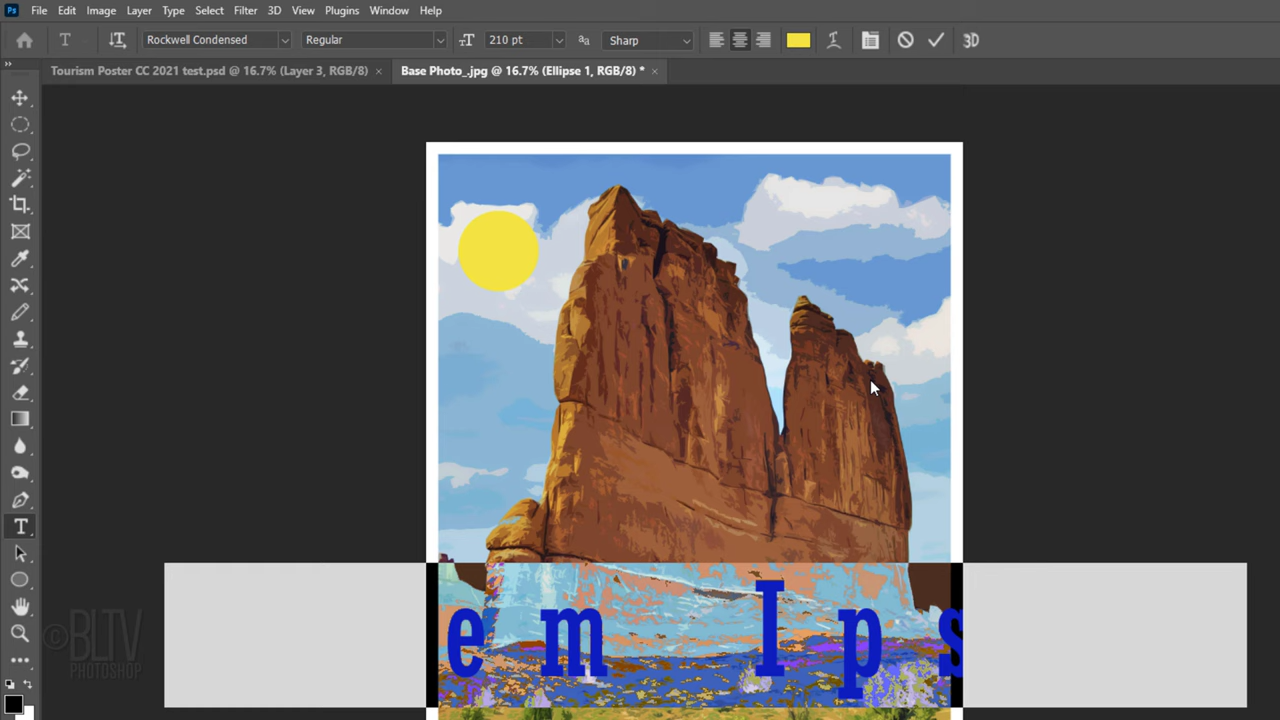 Ps File Edit Image Layer Type Select Filter 3D View Plugins Window Help
T Rockwell Condensed Regular 210 pt Sharp 3D
Tourism Poster CC 2021 test.psd @ 16.7% (Layer 3, RGB/8) × Base Photo_.jpg @ 16.7% (Ellipse 1, RGB/8) * ×
e m I p s
©BLTV
PHOTOSHOP